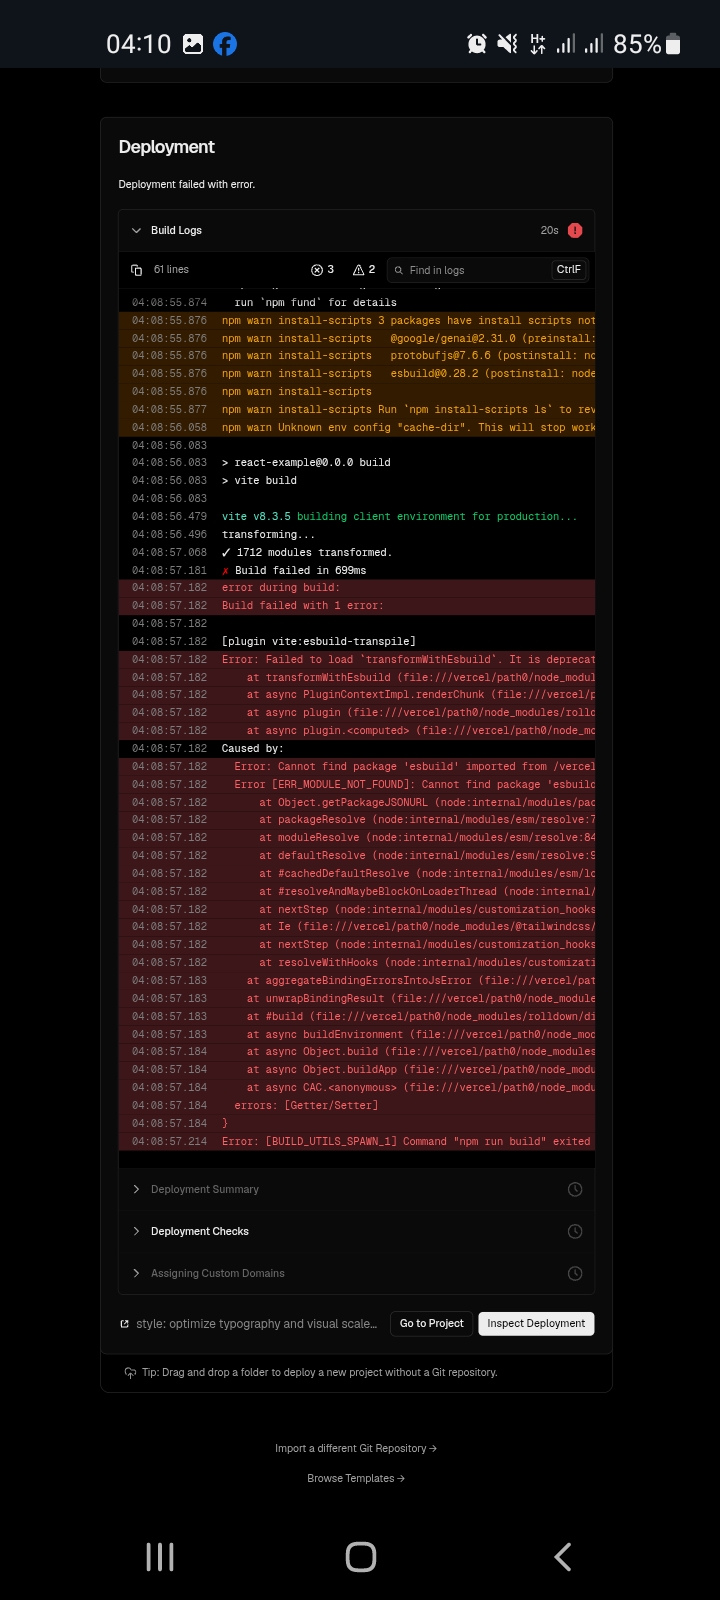 04:10
H+
85%
Deployment
Deployment failed with error.
Build Logs
20s
61 lines
3
2
Find in logs
CtrlF
04:08:55.874 run `npm fund` for details
04:08:55.876 npm warn install-scripts 3 packages have install scripts not
04:08:55.876 npm warn install-scripts   @google/genai@2.31.0 (preinstall:
04:08:55.876 npm warn install-scripts   protobufjs@7.6.6 (postinstall: no
04:08:55.876 npm warn install-scripts   esbuild@0.28.2 (postinstall: node
04:08:55.876 npm warn install-scripts
04:08:55.877 npm warn install-scripts Run `npm install-scripts ls` to rev
04:08:56.058 npm warn Unknown env config "cache-dir". This will stop work
04:08:56.083
04:08:56.083 > react-example@0.0.0 build
04:08:56.083 > vite build
04:08:56.083
04:08:56.479 vite v8.3.5 building client environment for production...
04:08:56.496 transforming...
04:08:57.068 ✓ 1712 modules transformed.
04:08:57.181 ✗ Build failed in 699ms
04:08:57.182 error during build:
04:08:57.182 Build failed with 1 error:
04:08:57.182
04:08:57.182 [plugin vite:esbuild-transpile]
04:08:57.182 Error: Failed to load `transformWithEsbuild`. It is deprecat
04:08:57.182 at transformWithEsbuild (file:///vercel/path0/node_modul
04:08:57.182 at async PluginContextImpl.renderChunk (file:///vercel/p
04:08:57.182 at async plugin (file:///vercel/path0/node_modules/rolld
04:08:57.182 at async plugin.<computed> (file:///vercel/path0/node_mo
04:08:57.182 Caused by:
04:08:57.182 Error: Cannot find package 'esbuild' imported from /vercel
04:08:57.182 Error [ERR_MODULE_NOT_FOUND]: Cannot find package 'esbuild
04:08:57.182 at Object.getPackageJSONURL (node:internal/modules/pac
04:08:57.182 at packageResolve (node:internal/modules/esm/resolve:7
04:08:57.182 at moduleResolve (node:internal/modules/esm/resolve:84
04:08:57.182 at defaultResolve (node:internal/modules/esm/resolve:9
04:08:57.182 at #cachedDefaultResolve (node:internal/modules/esm/lo
04:08:57.182 at #resolveAndMaybeBlockOnLoaderThread (node:internal/
04:08:57.182 at nextStep (node:internal/modules/customization_hooks
04:08:57.182 at Ie (file:///vercel/path0/node_modules/@tailwindcss/
04:08:57.182 at nextStep (node:internal/modules/customization_hooks
04:08:57.182 at resolveWithHooks (node:internal/modules/customizati
04:08:57.183 at aggregateBindingErrorsIntoJsError (file:///vercel/pat
04:08:57.183 at unwrapBindingResult (file:///vercel/path0/node_module
04:08:57.183 at #build (file:///vercel/path0/node_modules/rolldown/di
04:08:57.183 at async buildEnvironment (file:///vercel/path0/node_mod
04:08:57.184 at async Object.build (file:///vercel/path0/node_modules
04:08:57.184 at async Object.buildApp (file:///vercel/path0/node_modu
04:08:57.184 at async CAC.<anonymous> (file:///vercel/path0/node_modu
04:08:57.184 errors: [Getter/Setter]
04:08:57.184 }
04:08:57.214 Error: [BUILD_UTILS_SPAWN_1] Command "npm run build" exited
Deployment Summary
Deployment Checks
Assigning Custom Domains
style: optimize typography and visual scale...
Go to Project
Inspect Deployment
Tip: Drag and drop a folder to deploy a new project without a Git repository.
Import a different Git Repository →
Browse Templates →